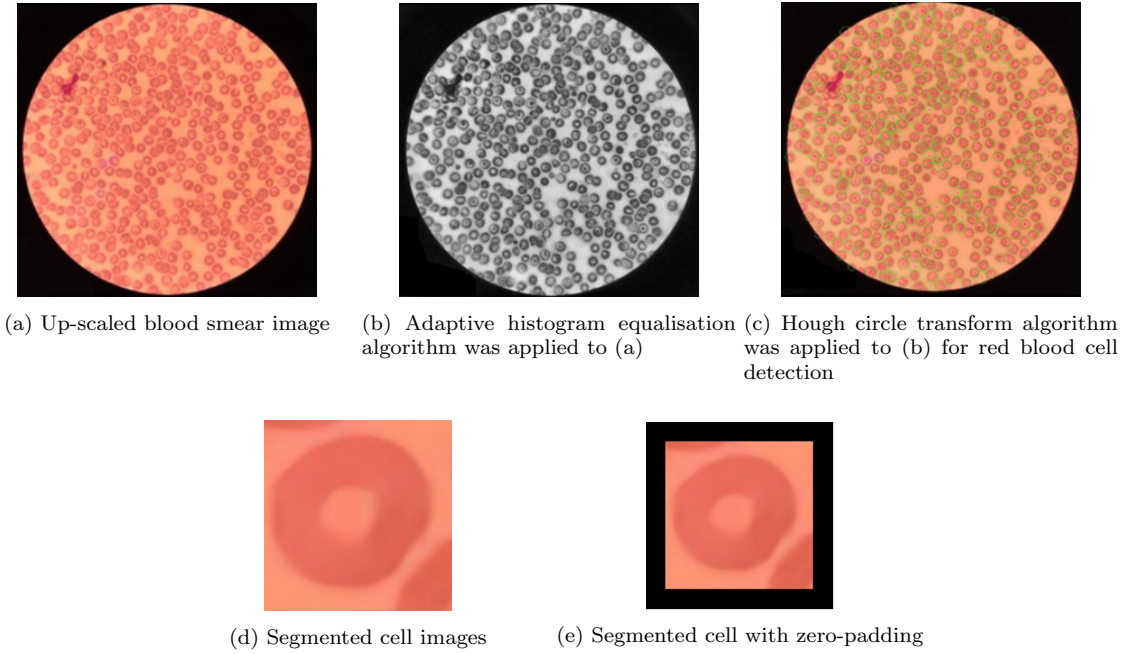 (a) Up-scaled blood smear image
(b) Adaptive histogram equalisation
algorithm was applied to (a)
(c) Hough circle transform algorithm
was applied to (b) for red blood cell
detection
(d) Segmented cell images
(e) Segmented cell with zero-padding